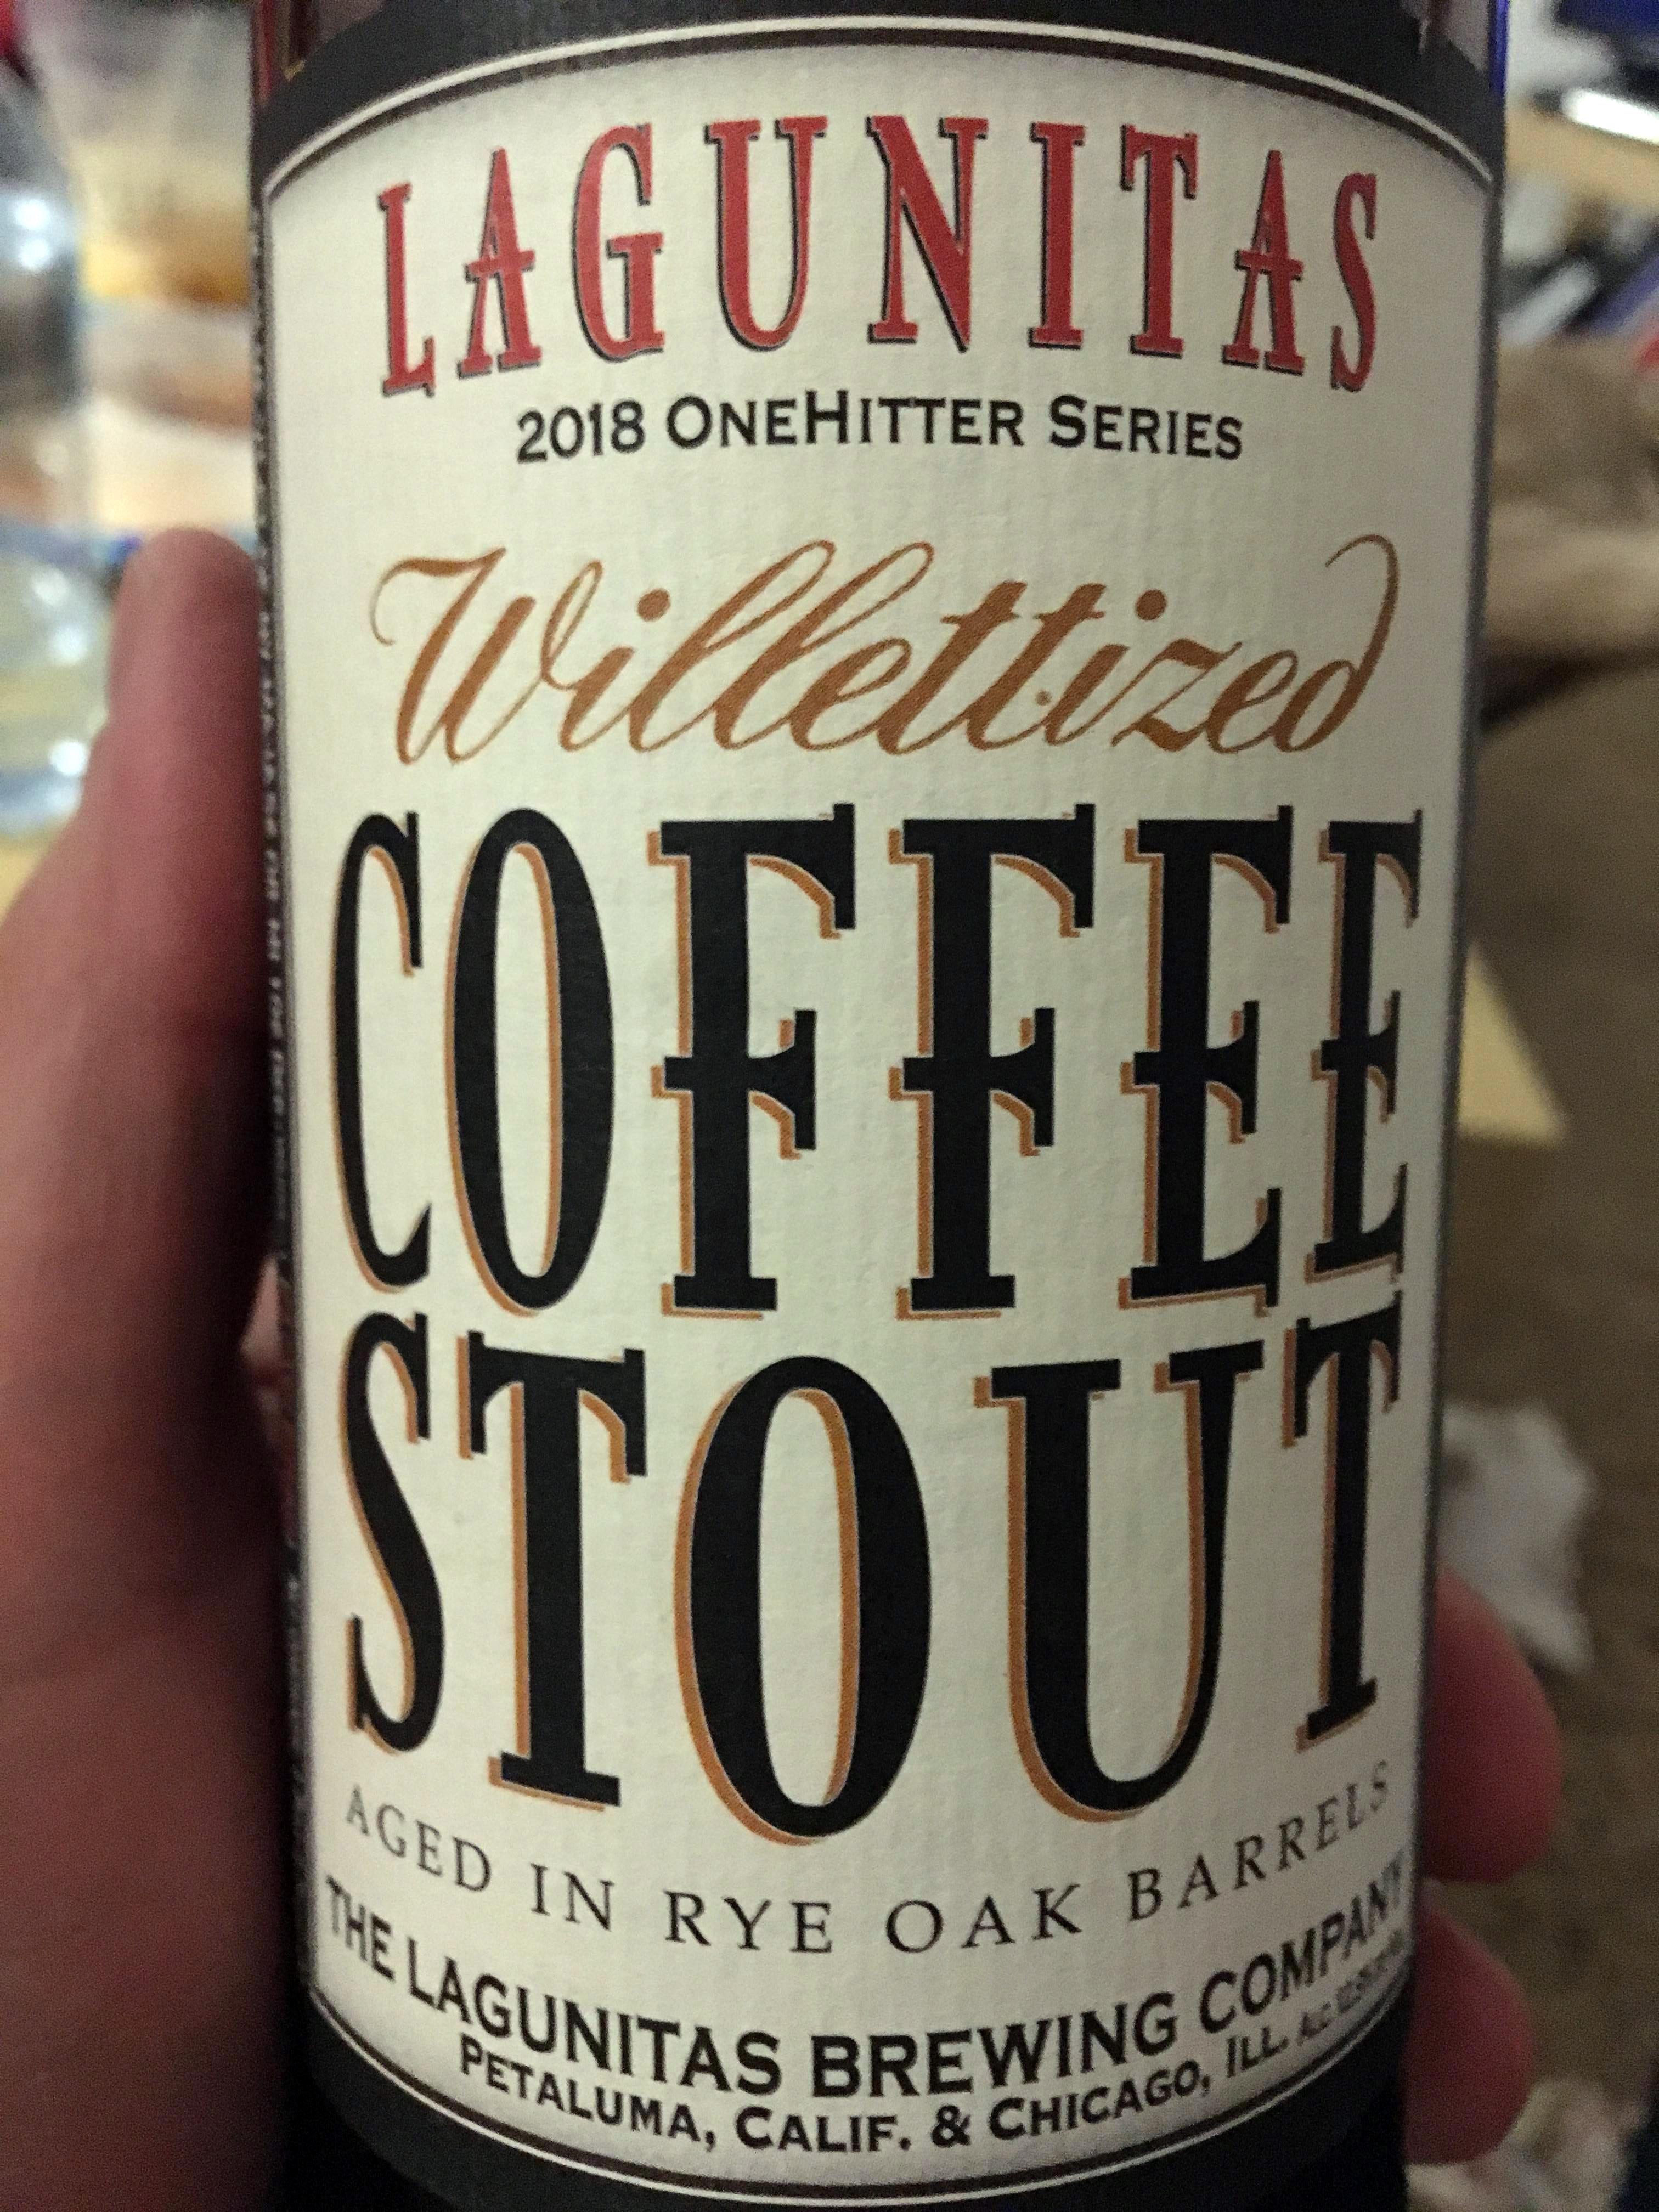 LAGUNITAS
2018 ONEHITTER SERIES
Willettized
COFFEE
STOUT
AGED IN RYE OAK BARRELS
THE LAGUNITAS BREWING COMPANY
PETALUMA, CALIF. & CHICAGO, ILL.